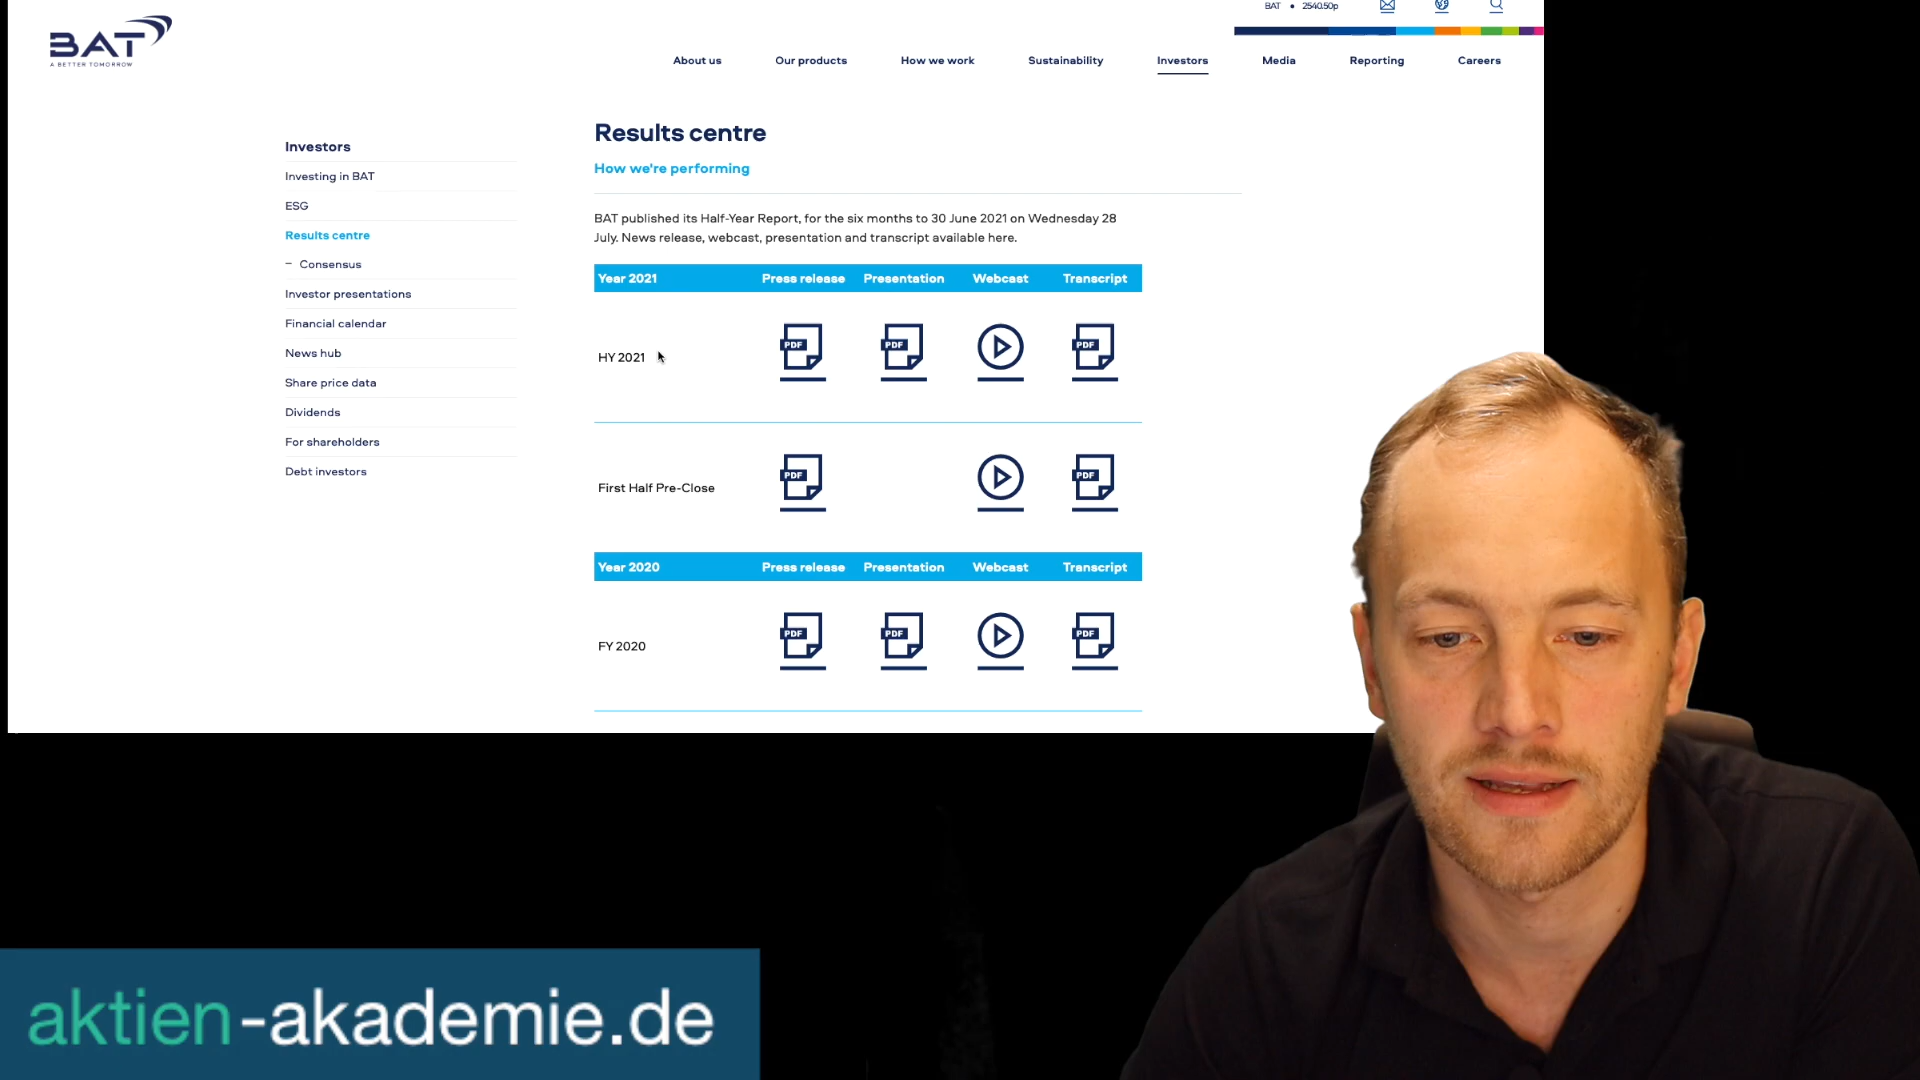 BAT
A BETTER TOMORROW
BAT • 2540.50p
About us Our products How we work Sustainability Investors Media Reporting Careers
Investors
Investing in BAT
ESG
Results centre
– Consensus
Investor presentations
Financial calendar
News hub
Share price data
Dividends
For shareholders
Debt investors
Results centre
How we're performing
BAT published its Half-Year Report, for the six months to 30 June 2021 on Wednesday 28
July. News release, webcast, presentation and transcript available here.
Year 2021 Press release Presentation Webcast Transcript
HY 2021 PDF PDF PDF
First Half Pre-Close PDF PDF
Year 2020 Press release Presentation Webcast Transcript
FY 2020 PDF PDF PDF
aktien-akademie.de